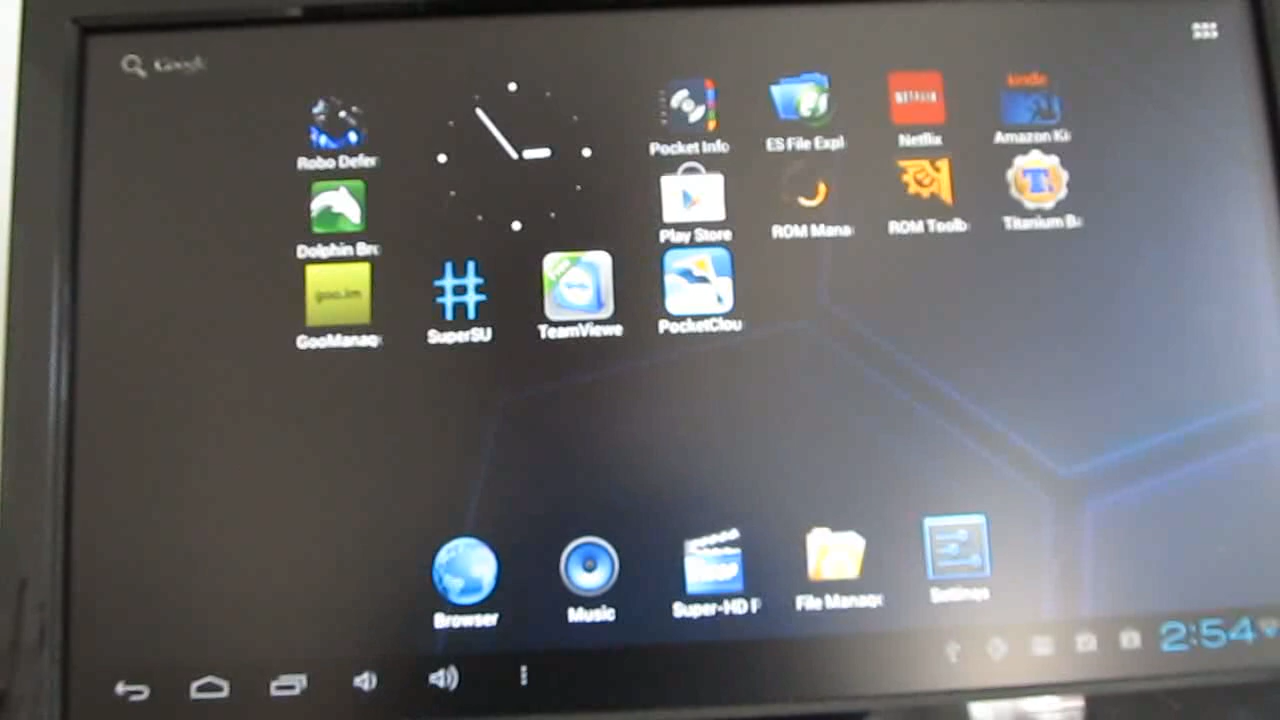 Google
Robo Defen
Pocket Info
ES File Expl
NETFLIX
Netflix
kindle
Amazon Ki
Dolphin Bro
Play Store
ROM Mana
ROM Toolb
T
Titanium Ba
goo.im
GooManag
#
SuperSU
TeamViewe
PocketClou
Browser
Music
Super-HD P
File Manage
Settings
2:54